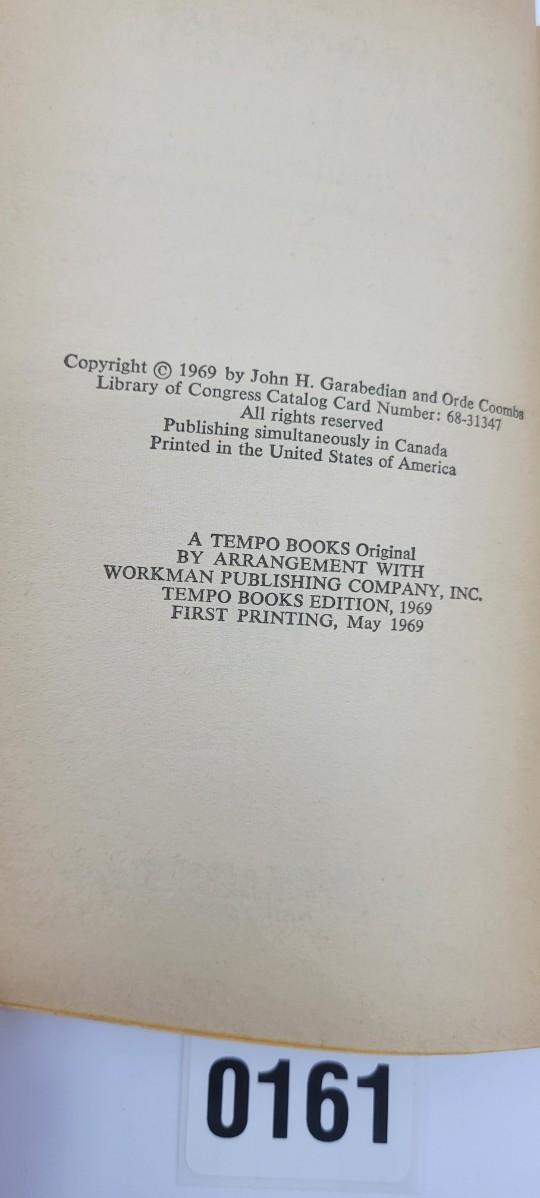 Copyright © 1969 by John H. Garabedian and Orde Coombs
Library of Congress Catalog Card Number: 68-31347
All rights reserved
Publishing simultaneously in Canada
Printed in the United States of America
A TEMPO BOOKS Original
BY ARRANGEMENT WITH
WORKMAN PUBLISHING COMPANY, INC.
TEMPO BOOKS EDITION, 1969
FIRST PRINTING, May 1969
0161